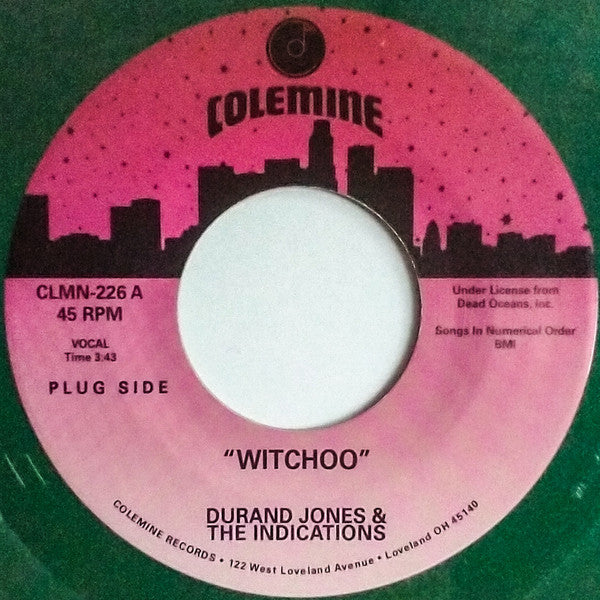 COLEMINE
CLMN-226 A
45 RPM
VOCAL
Time 3:43
PLUG SIDE
Under License from
Dead Oceans, Inc.
Songs In Numerical Order
BMI
"WITCHOO"
DURAND JONES &
THE INDICATIONS
COLEMINE RECORDS • 122 West Loveland Avenue • Loveland OH 45140